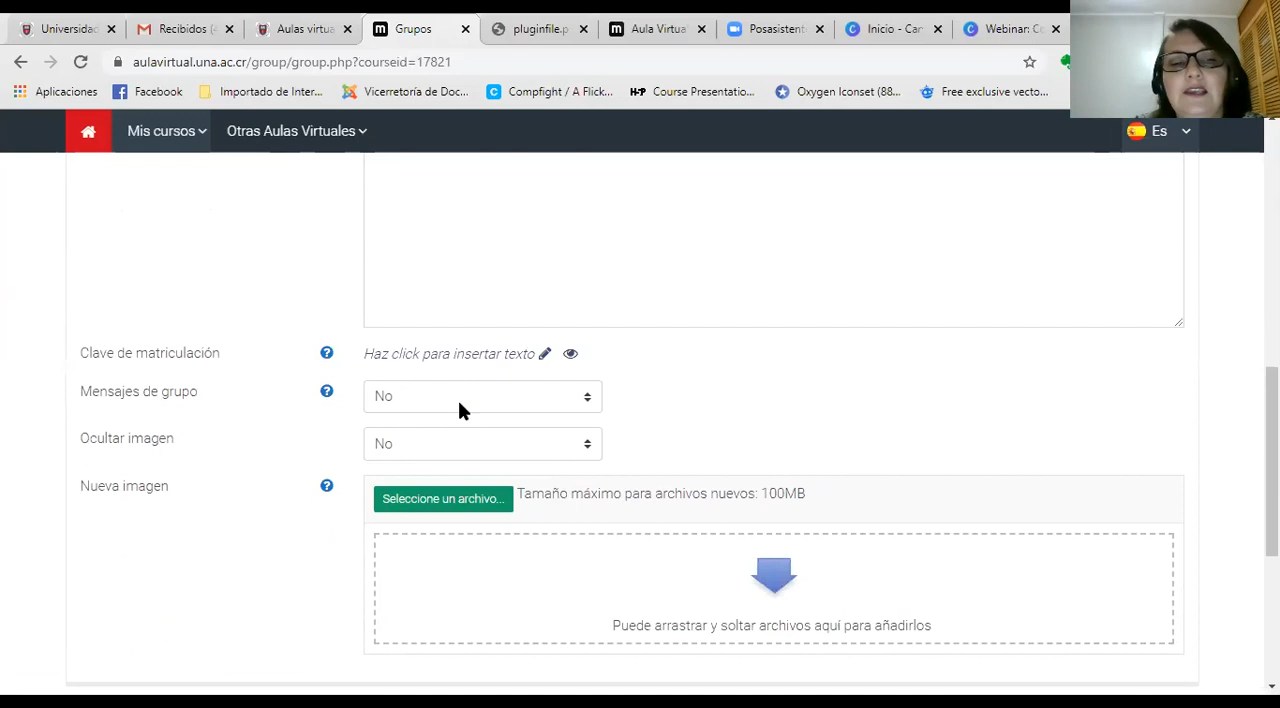 Universidad
Recibidos (4
Aulas virtua
Grupos
pluginfile.p
Aula Virtua
Posasistent
Inicio - Can
Webinar: C
aulavirtual.una.ac.cr/group/group.php?courseid=17821
Aplicaciones
Facebook
Importado de Inter...
Vicerretoría de Doc...
Compfight / A Flick...
H-P Course Presentatio...
Oxygen Iconset (88...
Free exclusive vecto...
Mis cursos
Otras Aulas Virtuales
Es
Clave de matriculación
Haz click para insertar texto
Mensajes de grupo
No
Ocultar imagen
No
Nueva imagen
Seleccione un archivo...
Tamaño máximo para archivos nuevos: 100MB
Puede arrastrar y soltar archivos aquí para añadirlos